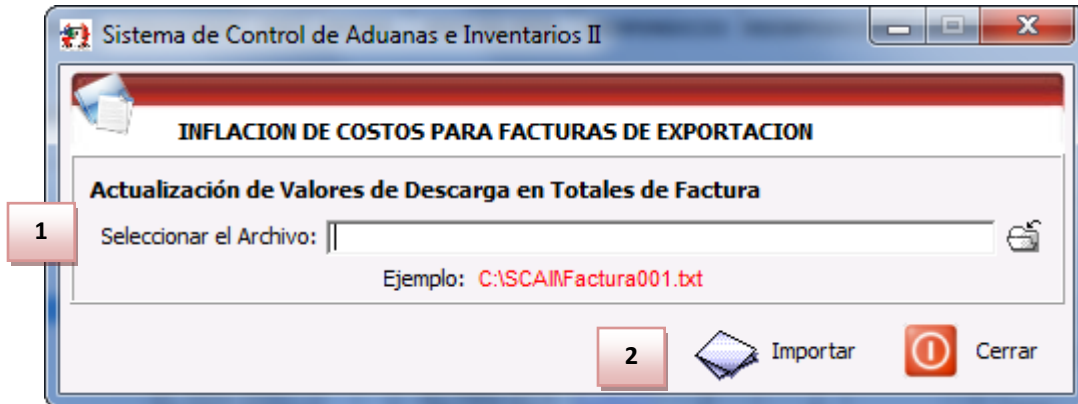 Sistema de Control de Aduanas e Inventarios II
X
INFLACION DE COSTOS PARA FACTURAS DE EXPORTACION
Actualización de Valores de Descarga en Totales de Factura
1
Seleccionar el Archivo:
Ejemplo: C:\SCAII\Factura001.txt
2
Importar
Cerrar